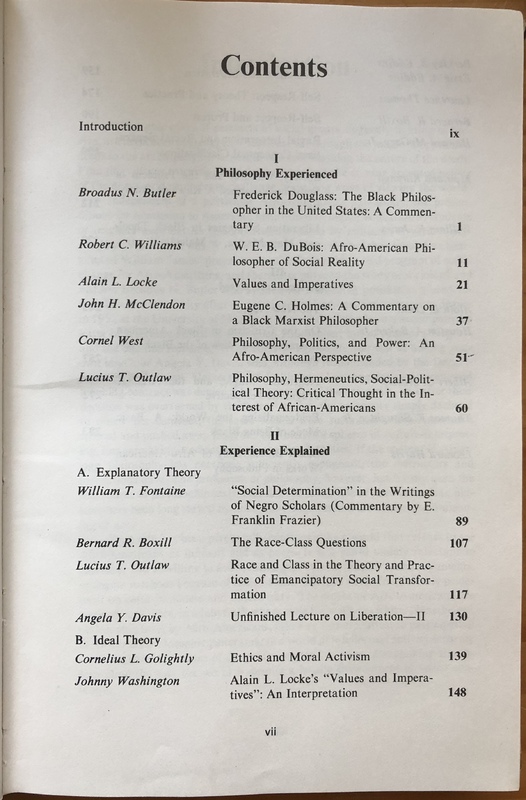 Contents
Introduction ix
I
Philosophy Experienced
Broadus N. Butler Frederick Douglass: The Black Philos-
opher in the United States: A Commen-
tary 1
Robert C. Williams W. E. B. DuBois: Afro-American Phi-
losopher of Social Reality 11
Alain L. Locke Values and Imperatives 21
John H. McClendon Eugene C. Holmes: A Commentary on
a Black Marxist Philosopher 37
Cornel West Philosophy, Politics, and Power: An
Afro-American Perspective 51
Lucius T. Outlaw Philosophy, Hermeneutics, Social-Polit-
ical Theory: Critical Thought in the In-
terest of African-Americans 60
II
Experience Explained
A. Explanatory Theory
William T. Fontaine "Social Determination" in the Writings
of Negro Scholars (Commentary by E.
Franklin Frazier) 89
Bernard R. Boxill The Race-Class Questions 107
Lucius T. Outlaw Race and Class in the Theory and Prac-
tice of Emancipatory Social Transfor-
mation 117
Angela Y. Davis Unfinished Lecture on Liberation—II 130
B. Ideal Theory
Cornelius L. Golightly Ethics and Moral Activism 139
Johnny Washington Alain L. Locke's "Values and Impera-
tives": An Interpretation 148
vii